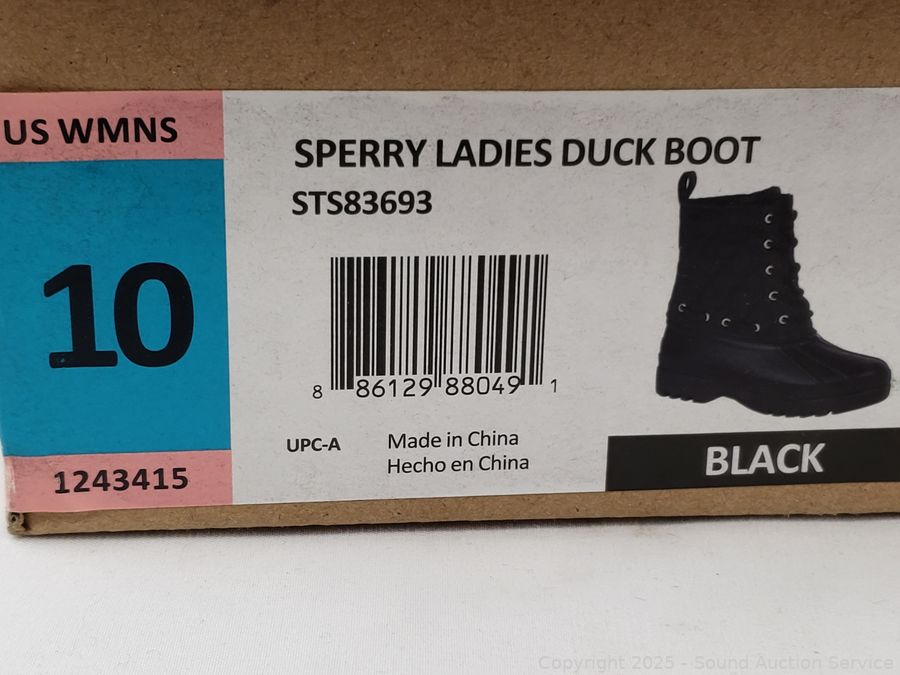 US WMNS
10
1243415
SPERRY LADIES DUCK BOOT
STS83693
8 86129 88049 1
UPC-A
Made in China
Hecho en China
BLACK
Copyright 2025 - Sound Auction Service